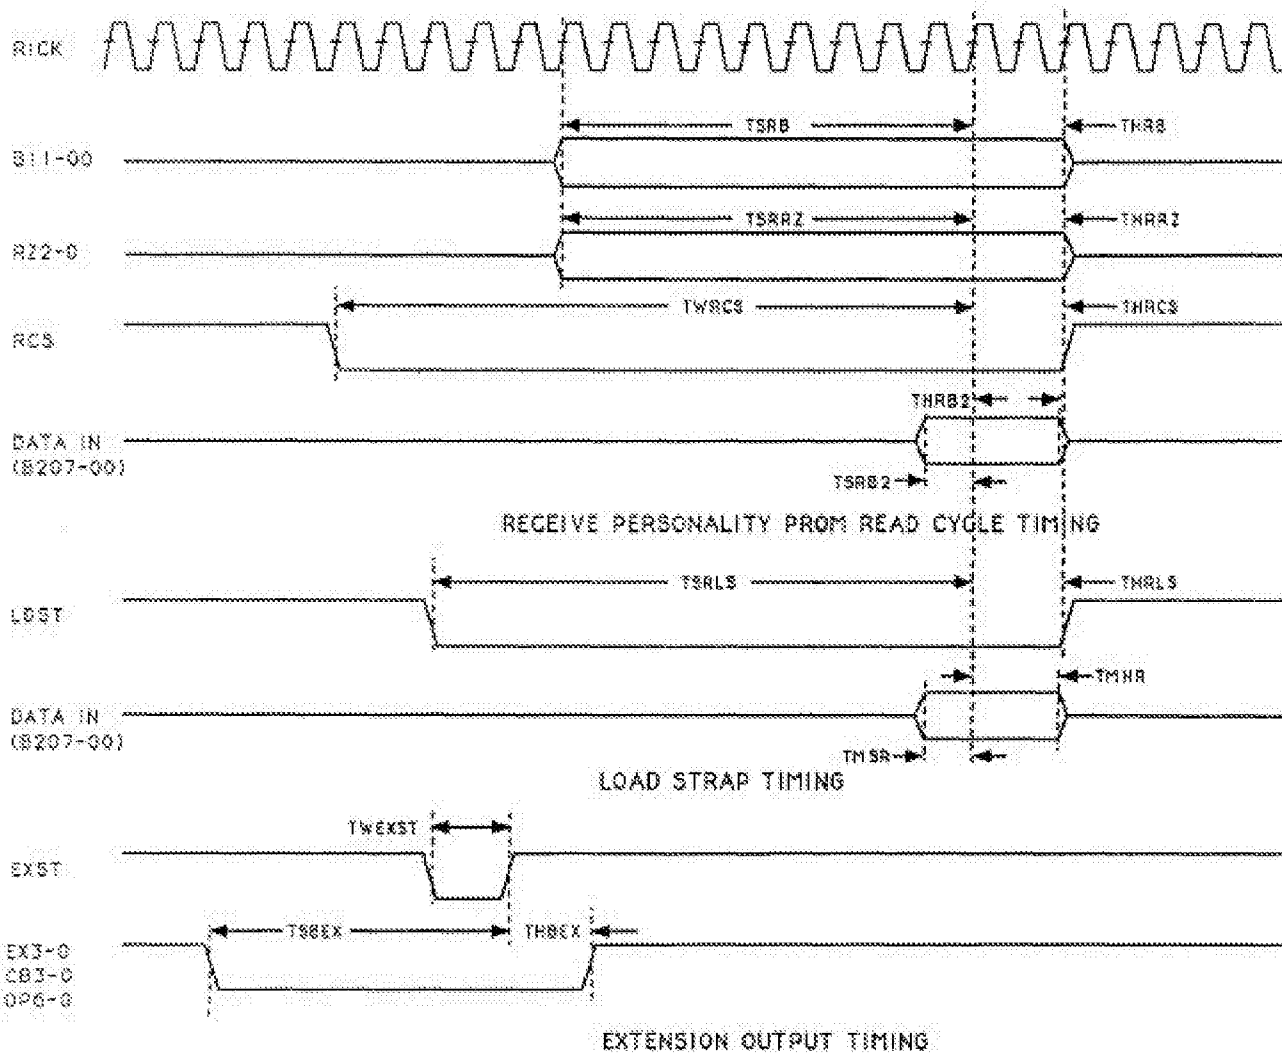 RICK
TSRB THRB
B11-00
TSRRZ THRRZ
RZ2-0
TWRCS THRCS
RCS
THRB2
DATA IN
(B207-00)
TSRB2
RECEIVE PERSONALITY PROM READ CYCLE TIMING
TSRLS THRLS
LDST
TMHR
DATA IN
(B207-00)
TMSR
LOAD STRAP TIMING
TWEXST
EXST
TSBEX THBEX
EX3-0
CB3-0
OP6-0
EXTENSION OUTPUT TIMING